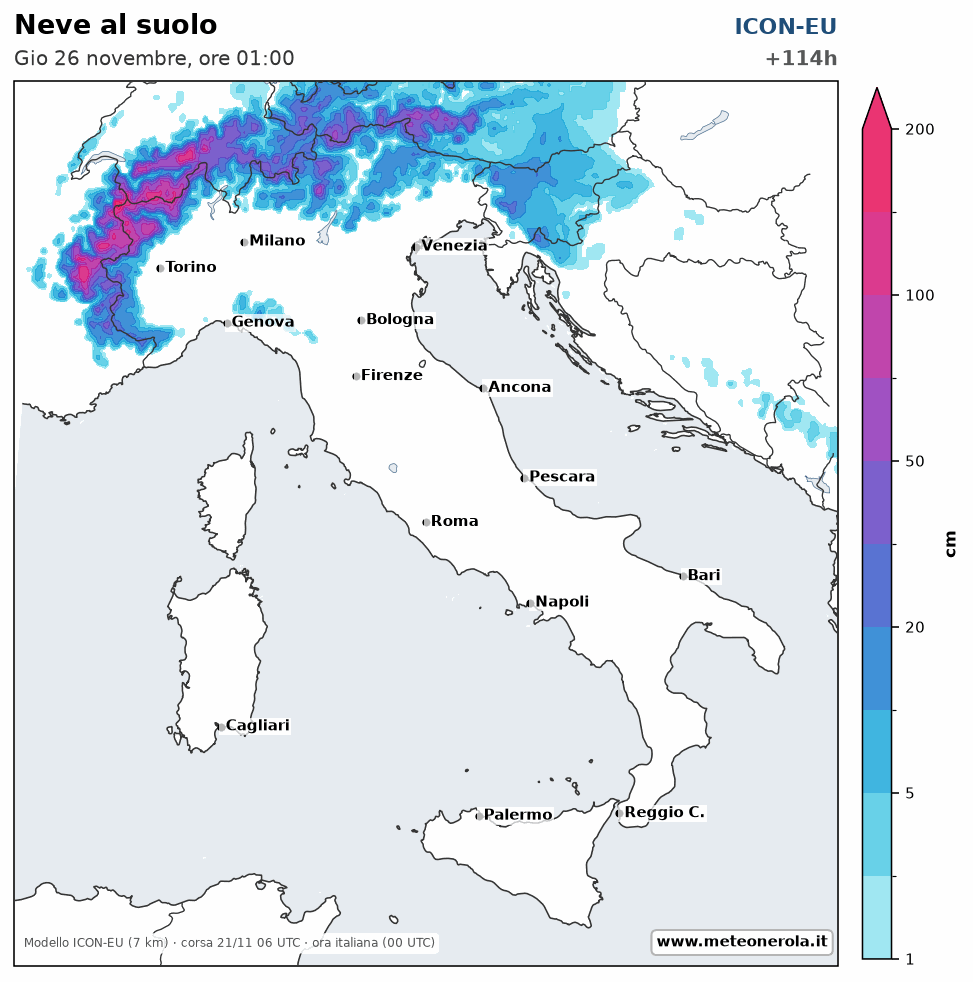 Neve al suolo
ICON-EU
Gio 26 novembre, ore 01:00
+114h
200
Milano
Venezia
Torino
100
Genova
Bologna
Firenze
Ancona
50
Pescara
Roma
cm
Bari
Napoli
20
Cagliari
5
Palermo
Reggio C.
Modello ICON-EU (7 km) · corsa 21/11 06 UTC · ora italiana (00 UTC)
www.meteonerola.it
1